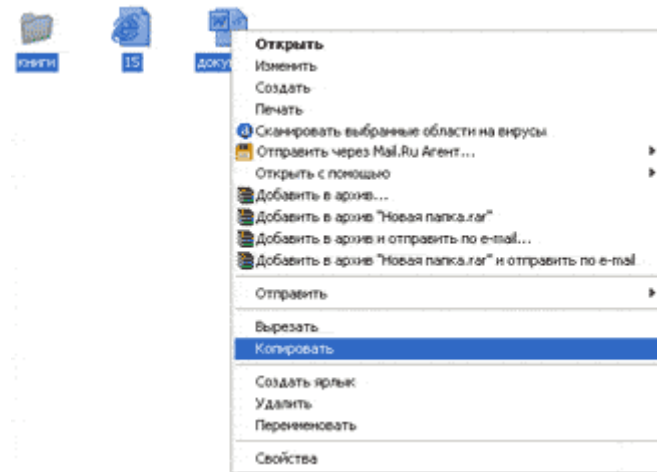 книги
15
доку
Открыть
Изменить
Создать
Печать
Сканировать выбранные области на вирусы
Отправить через Mail.Ru Агент...
Открыть с помощью
Добавить в архив...
Добавить в архив "Новая папка.rar"
Добавить в архив и отправить по e-mail...
Добавить в архив "Новая папка.rar" и отправить по e-mail
Отправить
Вырезать
Копировать
Создать ярлык
Удалить
Переименовать
Свойства